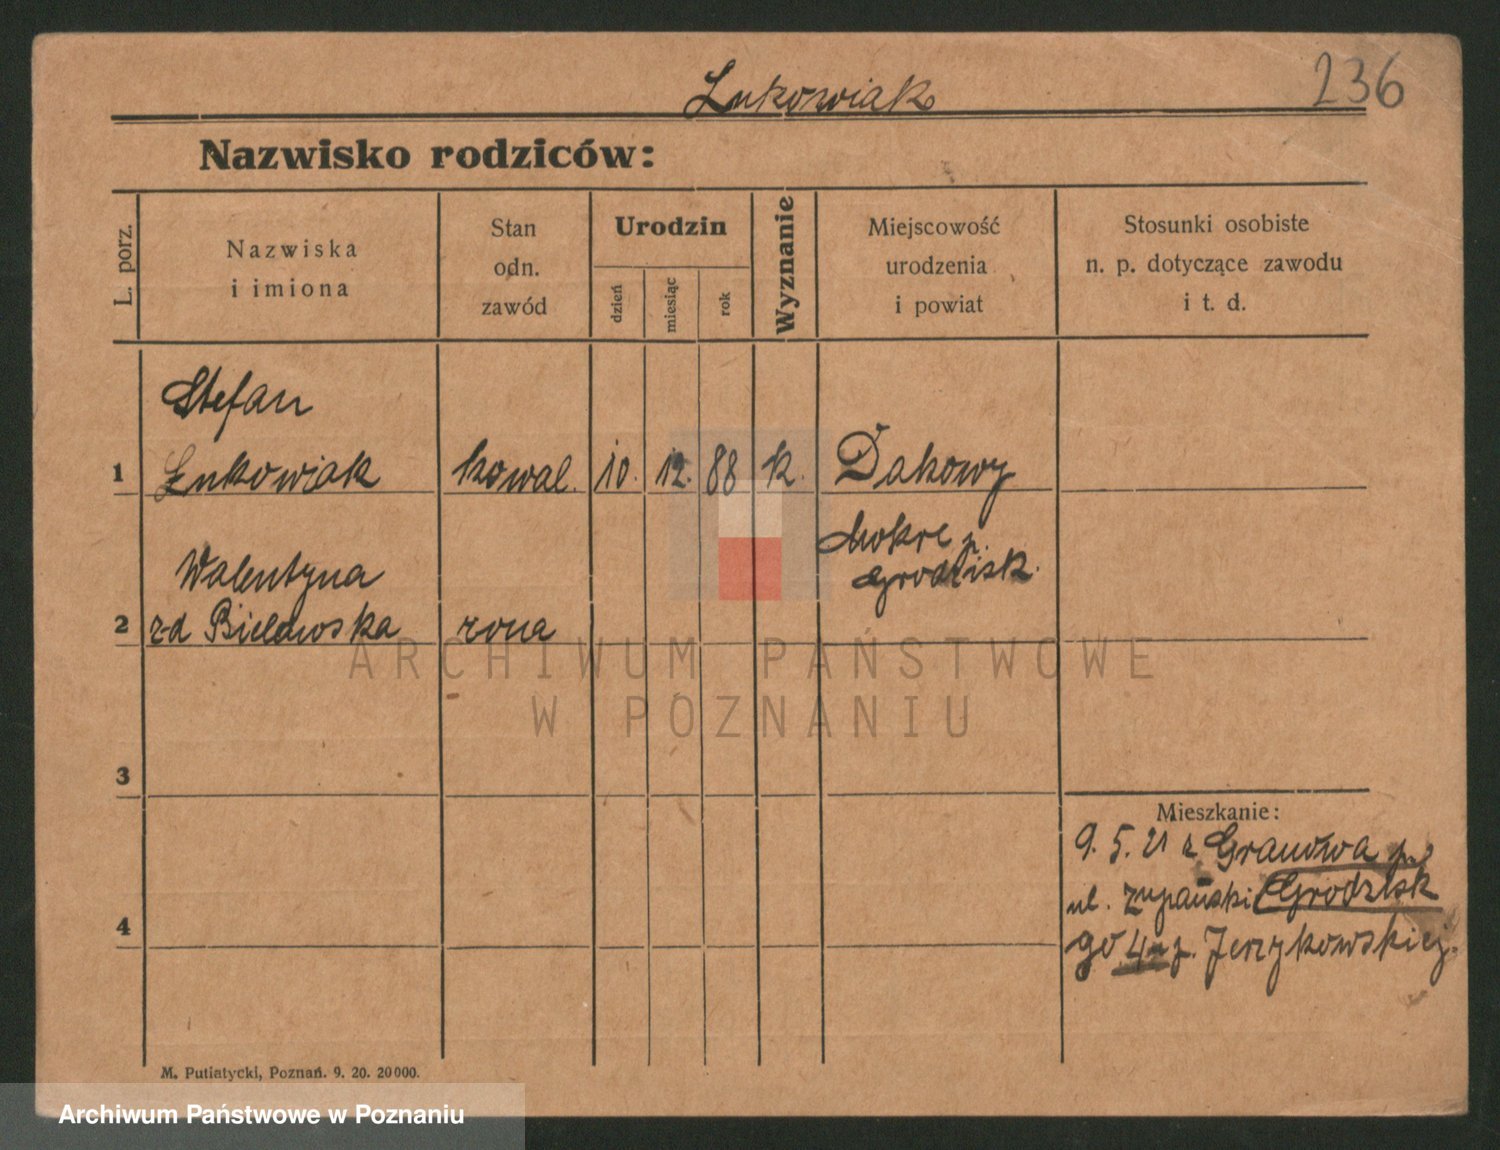 Łukowiak
236
Nazwisko rodziców:
L. porz.
Nazwiska
i imiona
Stan
odn.
zawód
Urodzin
dzień
miesiąc
rok
Wyznanie
Miejscowość
urodzenia
i powiat
Stosunki osobiste
n. p. dotyczące zawodu
i t. d.
Stefan
1 Łukowiak kowal. 10. 12. 88 k. Dakowy
Mokre p.
Grodzisk.
Walentyna
2 z-d Bielawska żona
ARCHIWUM PAŃSTWOWE
W POZNANIU
3
Mieszkanie:
9. 5. 21 z Granowa p.
ul. Żupański Grodzisk
4
go 4 p. Jerzykowskiej.
M. Putiatycki, Poznań. 9. 20. 20000.
Archiwum Państwowe w Poznaniu